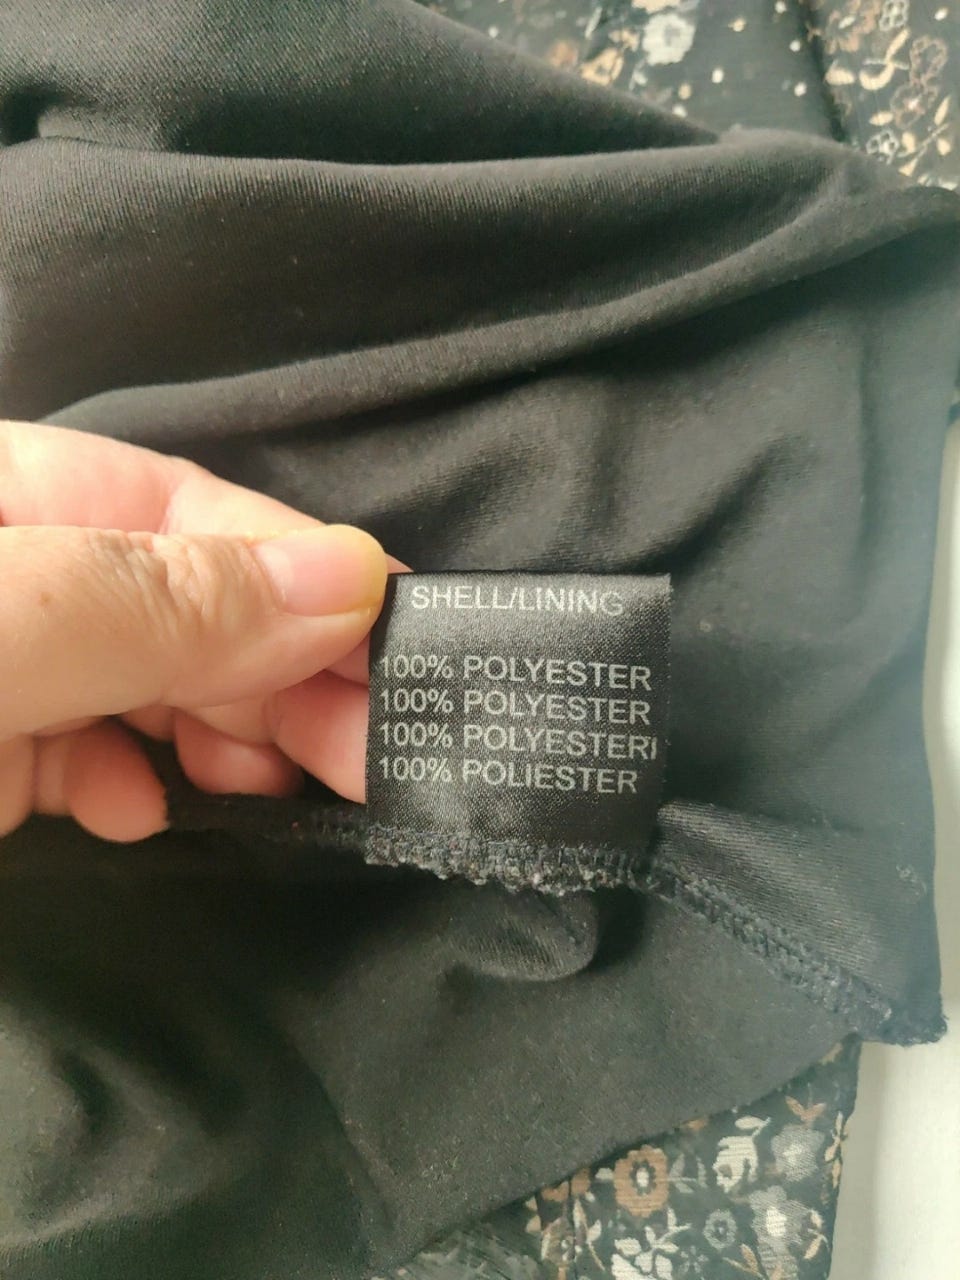 SHELL/LINING
100% POLYESTER
100% POLYESTER
100% POLYESTERI
100% POLIESTER